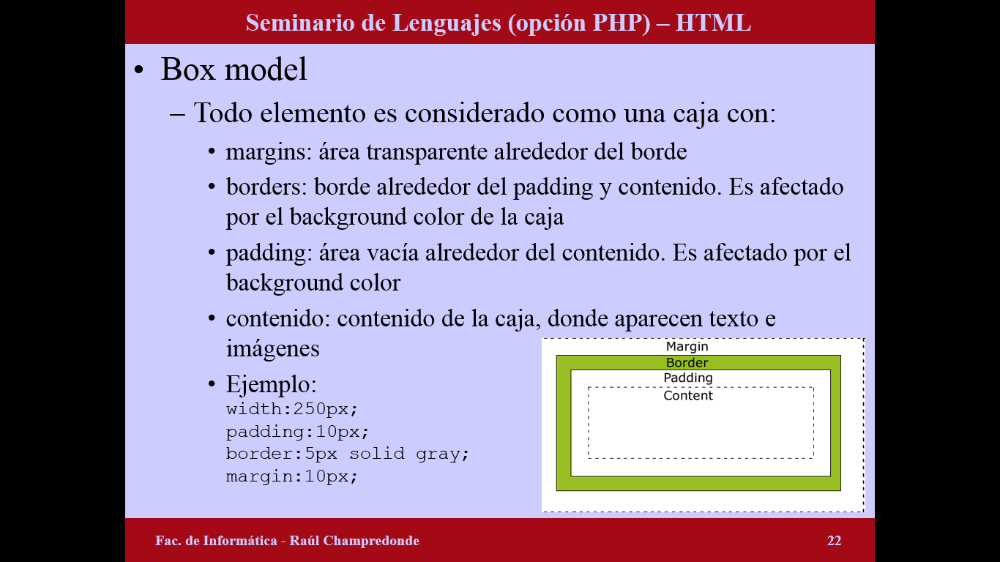 Seminario de Lenguajes (opción PHP) – HTML
• Box model
– Todo elemento es considerado como una caja con:
• margins: área transparente alrededor del borde
• borders: borde alrededor del padding y contenido. Es afectado
por el background color de la caja
• padding: área vacía alrededor del contenido. Es afectado por el
background color
• contenido: contenido de la caja, donde aparecen texto e
imágenes
• Ejemplo:
width:250px;
padding:10px;
border:5px solid gray;
margin:10px;
Margin
Border
Padding
Content
Fac. de Informática - Raúl Champredonde
22